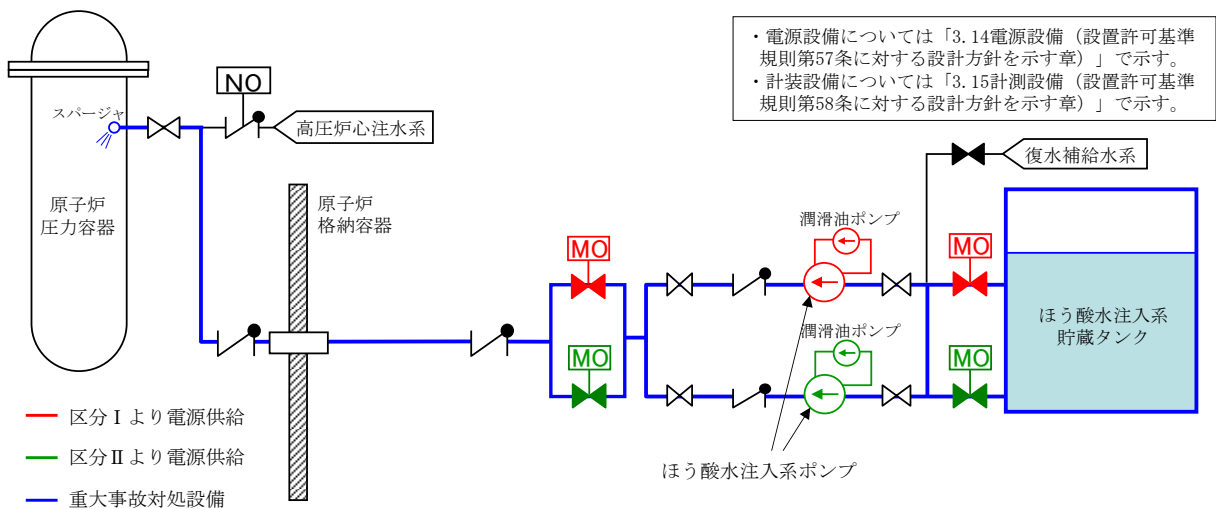 ・電源設備については「3.14電源設備（設置許可基準
規則第57条に対する設計方針を示す章）」で示す。
・計装設備については「3.15計測設備（設置許可基準
規則第58条に対する設計方針を示す章）」で示す。
NO
スパージャ
高圧炉心注水系
復水補給水系
原子炉
圧力容器
原子炉
格納容器
潤滑油ポンプ
MO
MO
ほう酸水注入系
貯蔵タンク
潤滑油ポンプ
MO
MO
区分Ⅰより電源供給
区分Ⅱより電源供給
重大事故対処設備
ほう酸水注入系ポンプ